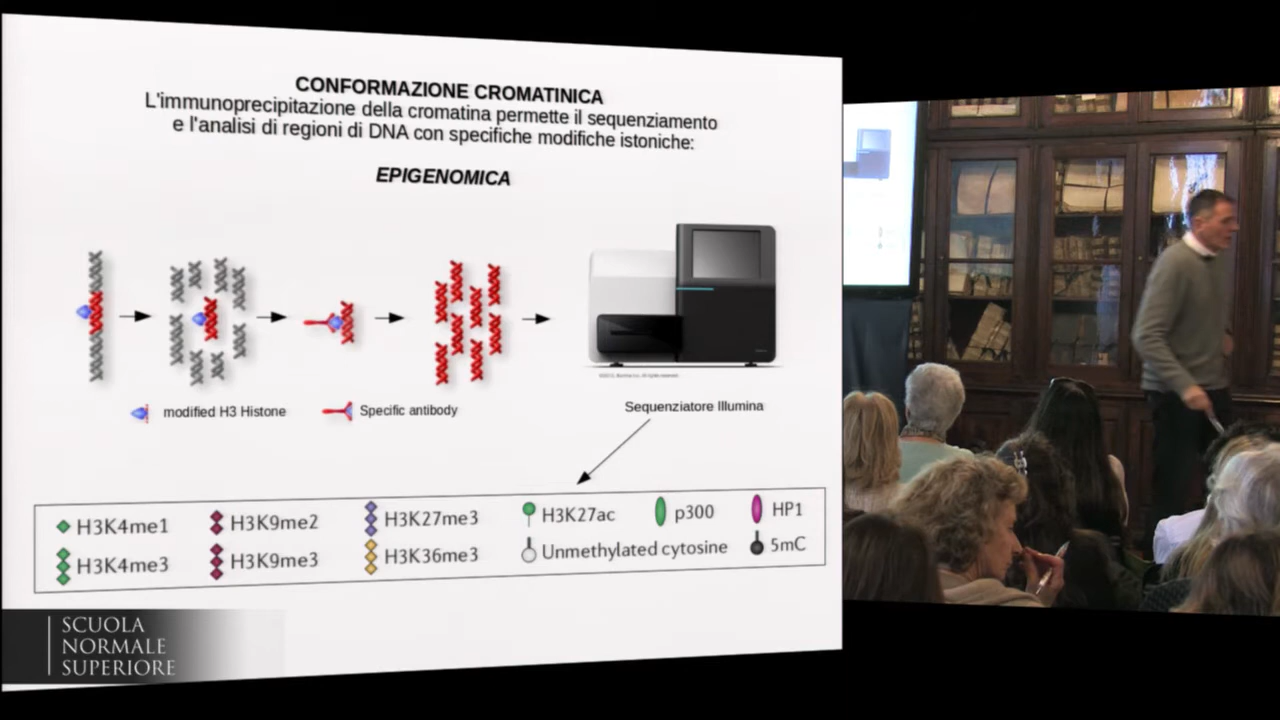 CONFORMAZIONE CROMATINICA
L'immunoprecipitazione della cromatina permette il sequenziamento
e l'analisi di regioni di DNA con specifiche modifiche istoniche:
EPIGENOMICA
modified H3 Histone
Specific antibody
Sequenziatore Illumina
H3K4me1
H3K9me2
H3K27me3
H3K27ac
p300
HP1
H3K4me3
H3K9me3
H3K36me3
Unmethylated cytosine
5mC
SCUOLA
NORMALE
SUPERIORE